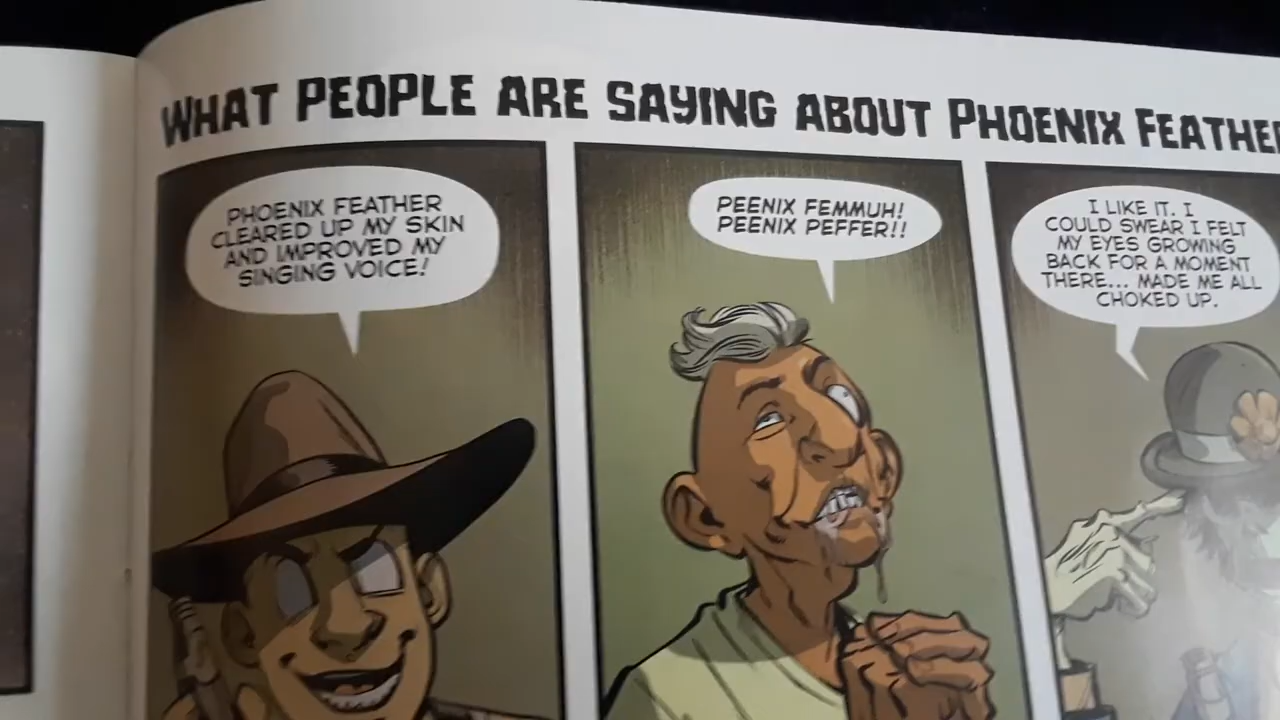 WHAT PEOPLE ARE SAYING ABOUT PHOENIX FEATHE
PHOENIX FEATHER
CLEARED UP MY SKIN
AND IMPROVED MY
SINGING VOICE!
PEENIX FEMMUH!
PEENIX PEFFER!!
I LIKE IT. I
COULD SWEAR I FELT
MY EYES GROWING
BACK FOR A MOMENT
THERE... MADE ME ALL
CHOKED UP.